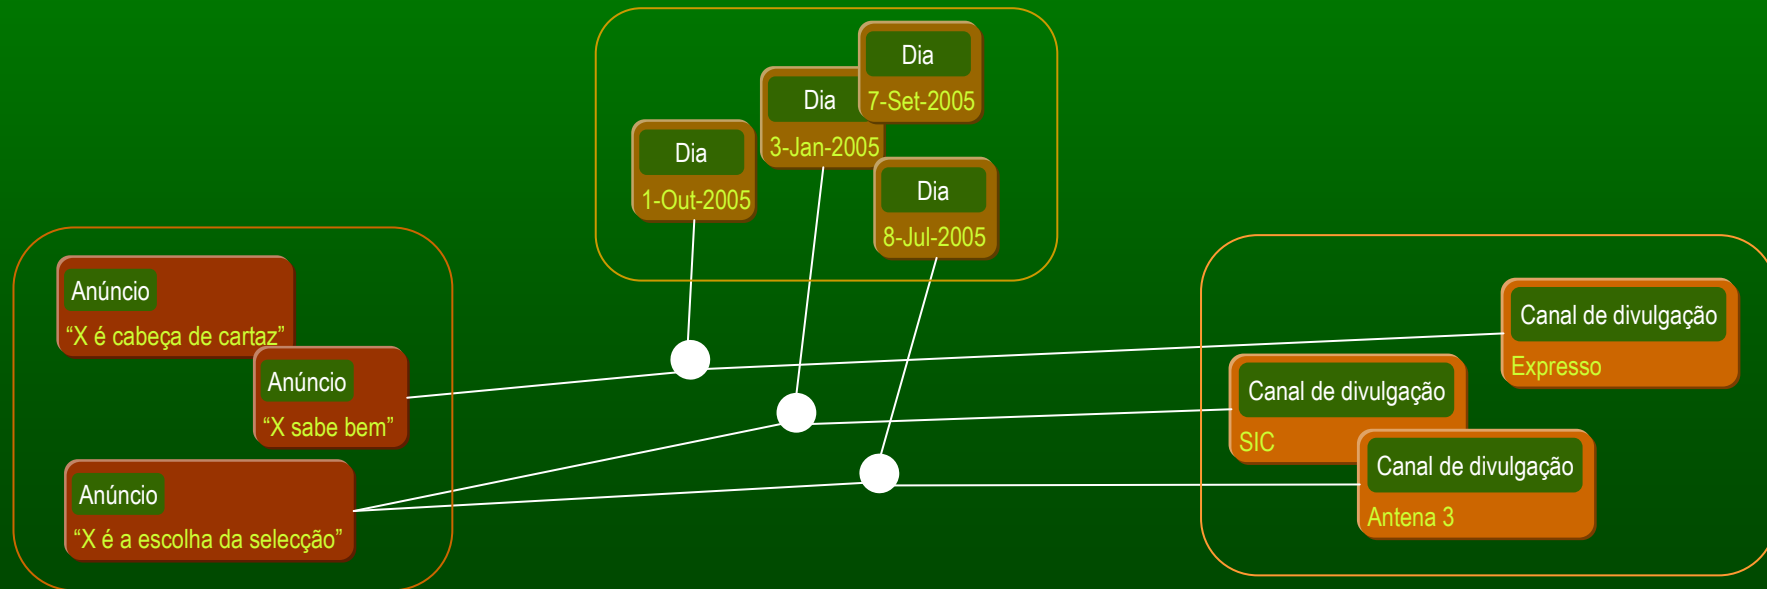 Dia
7-Set-2005
Dia
3-Jan-2005
Dia
1-Out-2005
Dia
8-Jul-2005
Anúncio
“X é cabeça de cartaz”
Anúncio
“X sabe bem”
Anúncio
“X é a escolha da selecção”
Canal de divulgação
Expresso
Canal de divulgação
SIC
Canal de divulgação
Antena 3